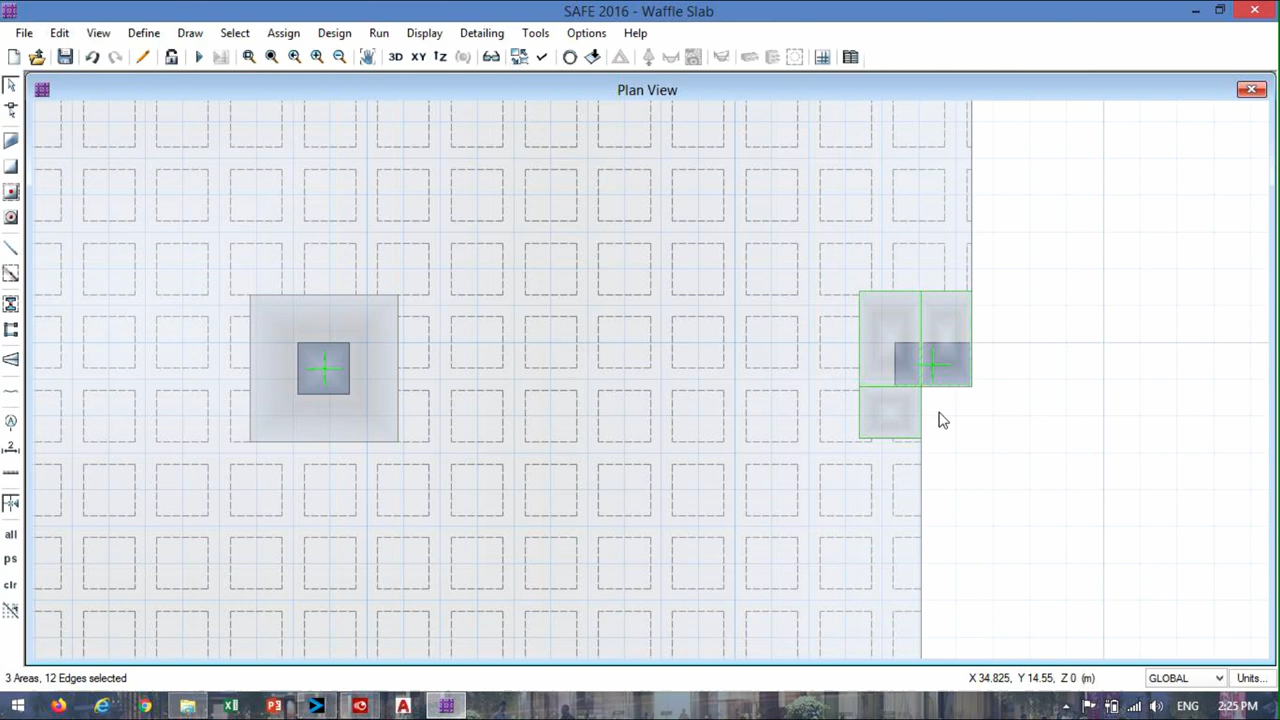 SAFE 2016 - Waffle Slab
File Edit View Define Draw Select Assign Design Run Display Detailing Tools Options Help
3D XY YZ
Plan View
2
all
ps
clr
3 Areas, 12 Edges selected
X 34.825, Y 14.55, Z 0 (m)
GLOBAL
Units...
ENG
2:25 PM